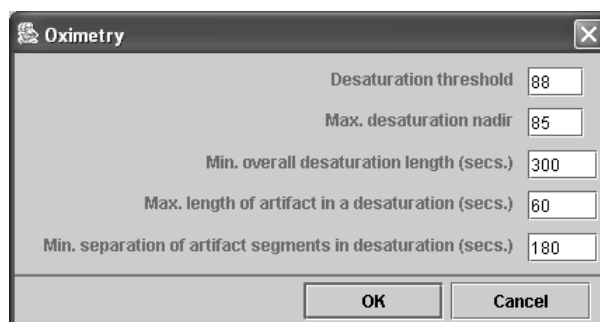 Oximetry
Desaturation threshold 88
Max. desaturation nadir 85
Min. overall desaturation length (secs.) 300
Max. length of artifact in a desaturation (secs.) 60
Min. separation of artifact segments in desaturation (secs.) 180
OK Cancel